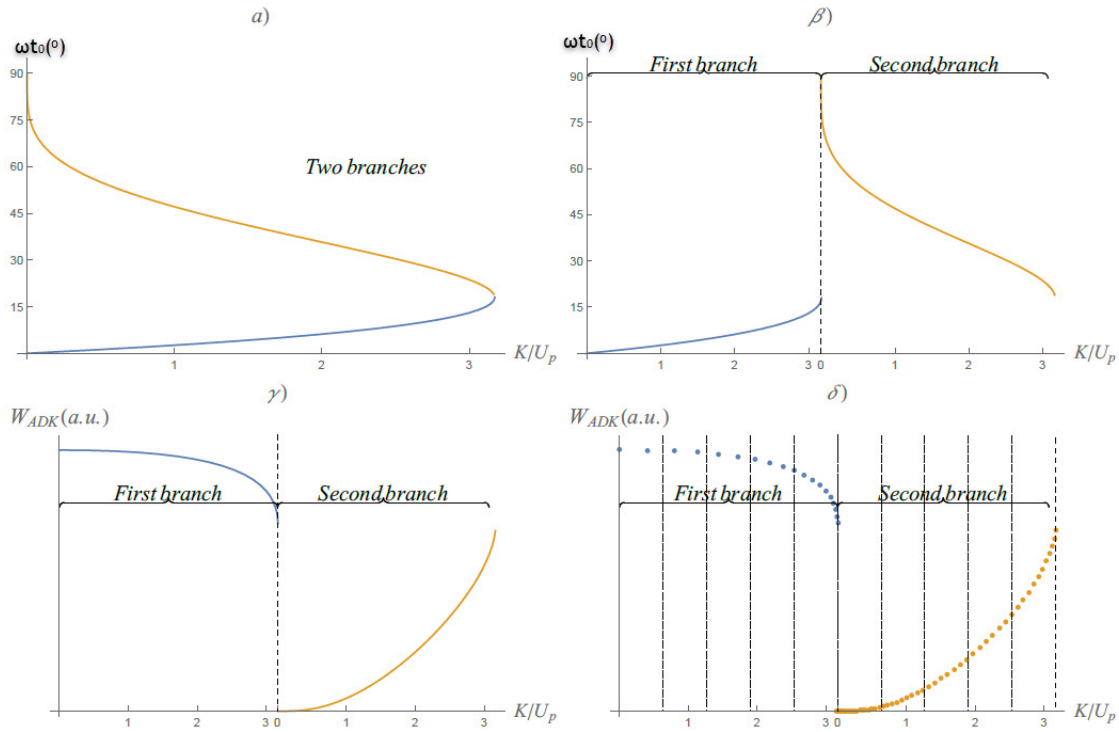 α)
ωt₀(º)
90
75
60
45
30
15
Two branches
1
2
3
K/Uₚ
β)
ωt₀(º)
First branch
Second branch
90
75
60
45
30
15
1
2
3 0
1
2
3
K/Uₚ
γ)
W_ADK(a.u.)
First branch
Second branch
1
2
3 0
1
2
3
K/Uₚ
δ)
W_ADK(a.u.)
First branch
Second branch
1
2
3 0
1
2
3
K/Uₚ